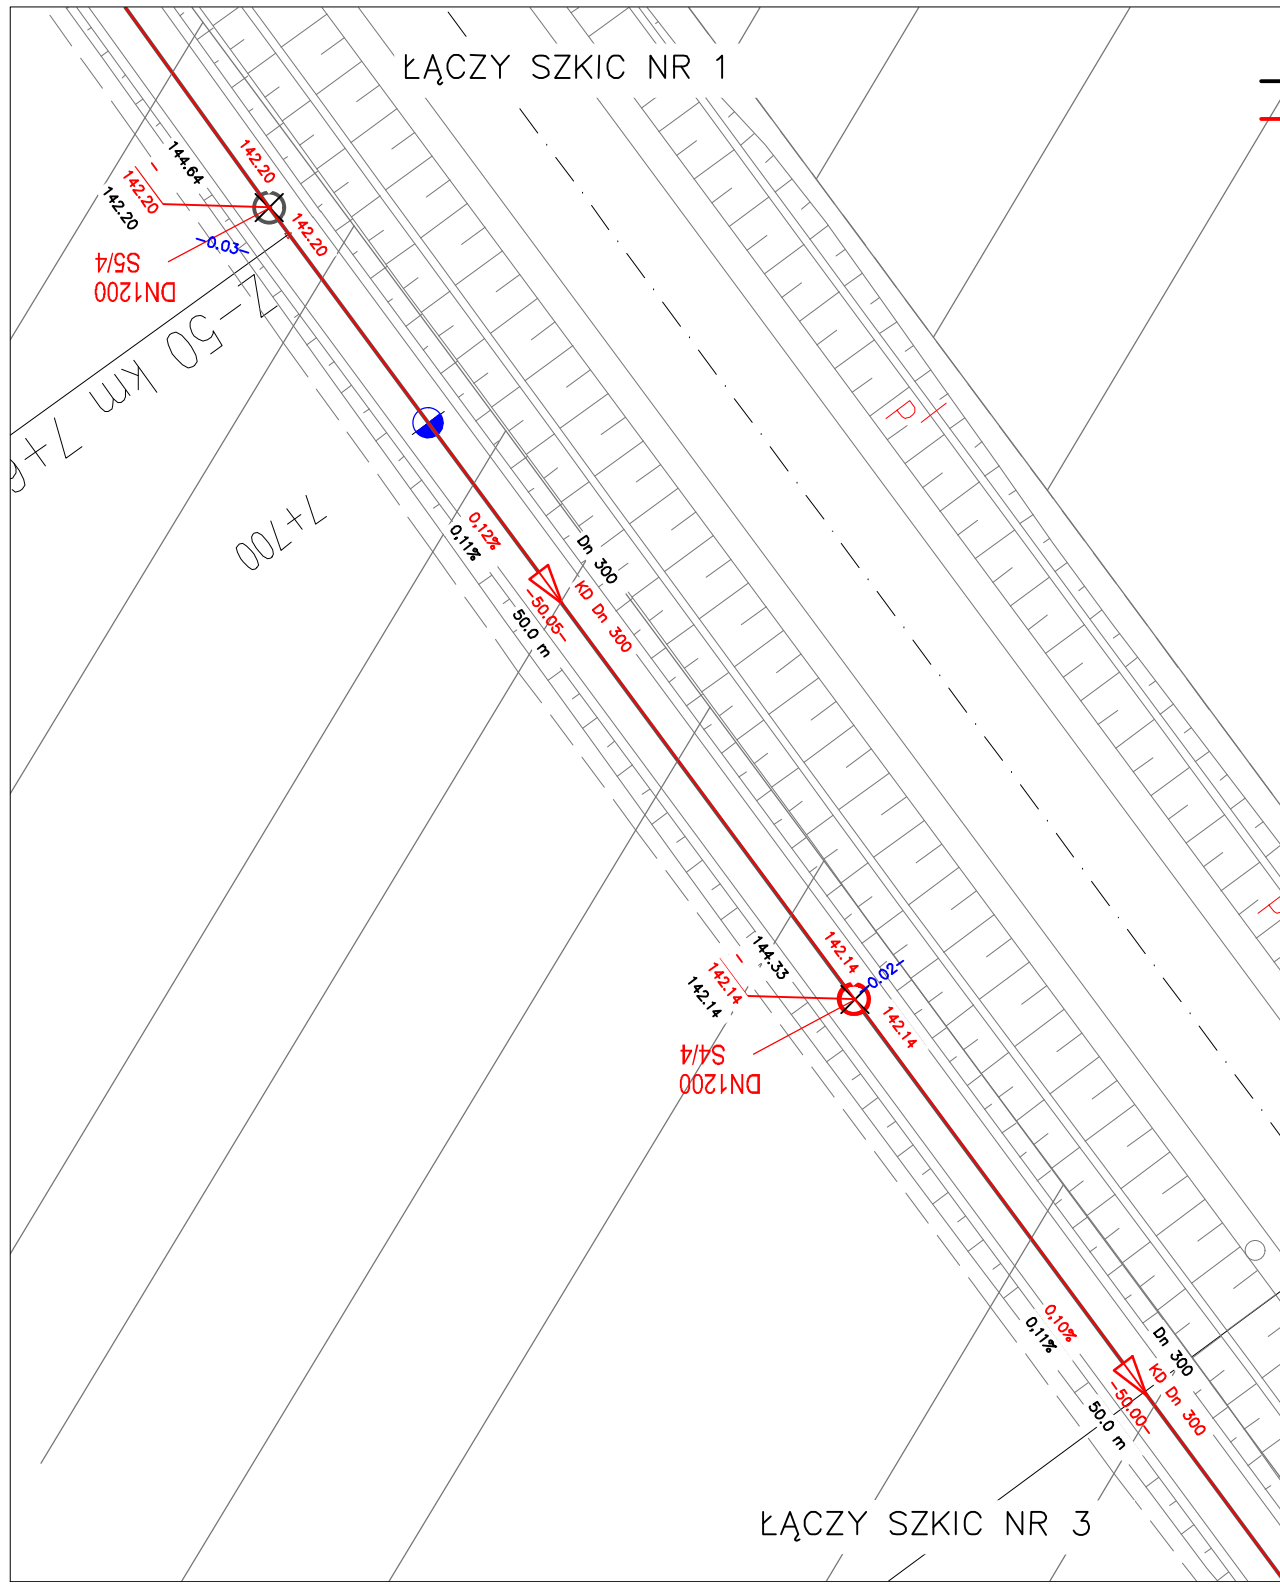 ŁĄCZY SZKIC NR 1
144.64
142.20
142.20
142.20
142.20
-0.03-
S5/4
DN1200
Z-50 km 7+6
7+700
P
0,12%
0,11%
Dn 300
KD Dn 300
-50.05-
50.0 m
P
144.33
142.14
142.14
142.14
142.14
-0.02-
S4/4
DN1200
0,10%
0,11%
Dn 300
KD Dn 300
-50.00-
50.0 m
ŁĄCZY SZKIC NR 3